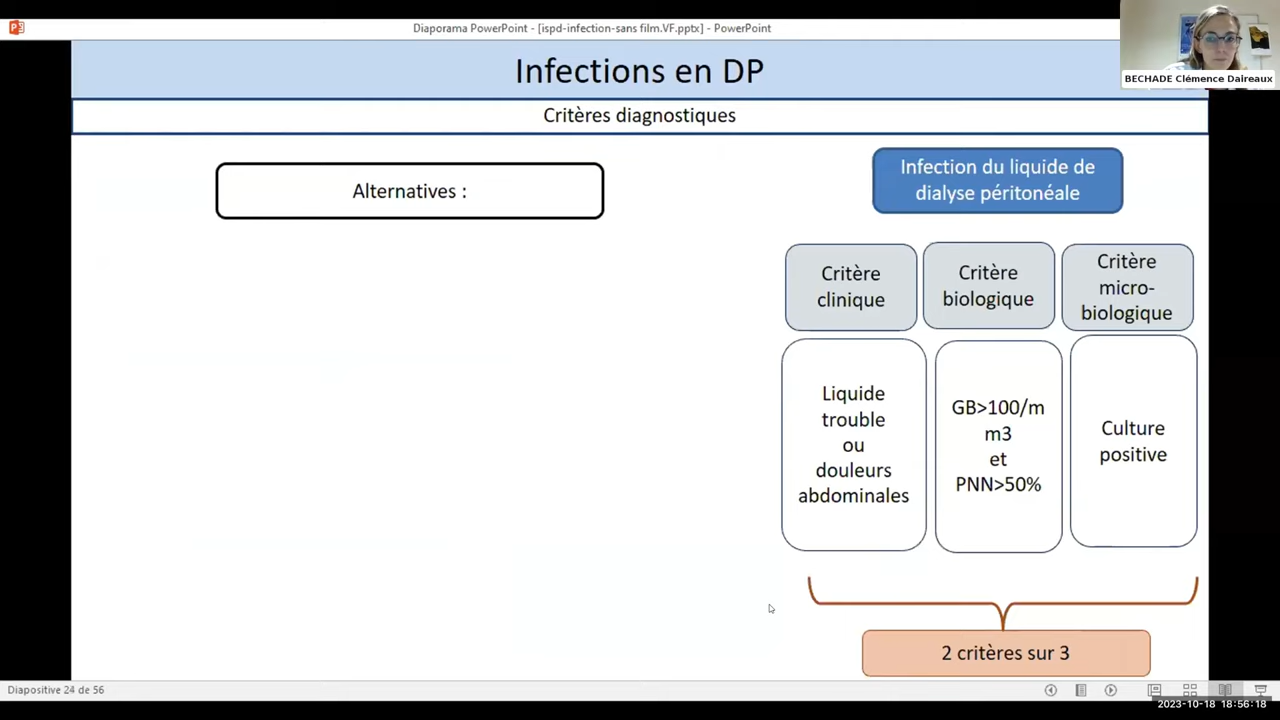 Diaporama PowerPoint - [ispd-infection-sans film.VF.pptx] - PowerPoint
BECHADE Clémence Daireaux
Infections en DP
Critères diagnostiques
Alternatives :
Infection du liquide de
dialyse péritonéale
Critère
clinique
Critère
biologique
Critère
micro-
biologique
Liquide
trouble
ou
douleurs
abdominales
GB>100/m
m3
et
PNN>50%
Culture
positive
2 critères sur 3
Diapositive 24 de 56
2023-10-18 18:56:18